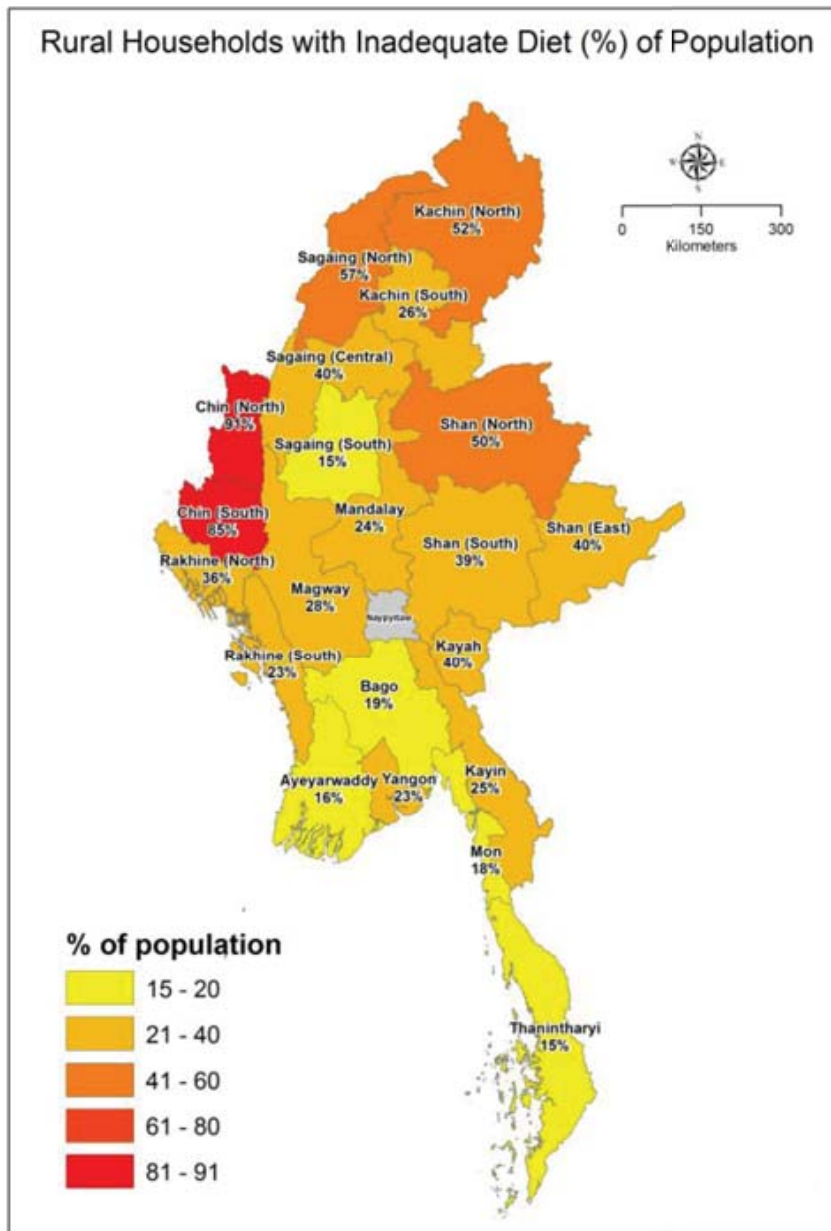 Rural Households with Inadequate Diet (%) of Population
N
W E
S
0 150 300
Kilometers
Kachin (North)
52%
Sagaing (North)
57%
Kachin (South)
26%
Sagaing (Central)
40%
Chin (North)
91%
Shan (North)
50%
Sagaing (South)
15%
Chin (South)
85%
Mandalay
24%
Shan (East)
40%
Shan (South)
39%
Rakhine (North)
36%
Magway
28%
Naypyitaw
Kayah
40%
Rakhine (South)
23%
Bago
19%
Kayin
25%
Ayeyarwaddy
16%
Yangon
23%
Mon
18%
Thanintharyi
15%
% of population
15 - 20
21 - 40
41 - 60
61 - 80
81 - 91